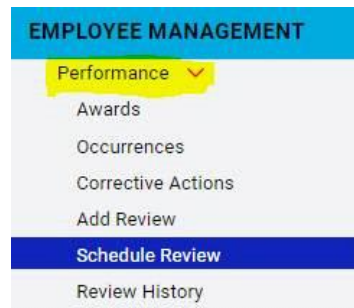 EMPLOYEE MANAGEMENT
Performance
Awards
Occurrences
Corrective Actions
Add Review
Schedule Review
Review History